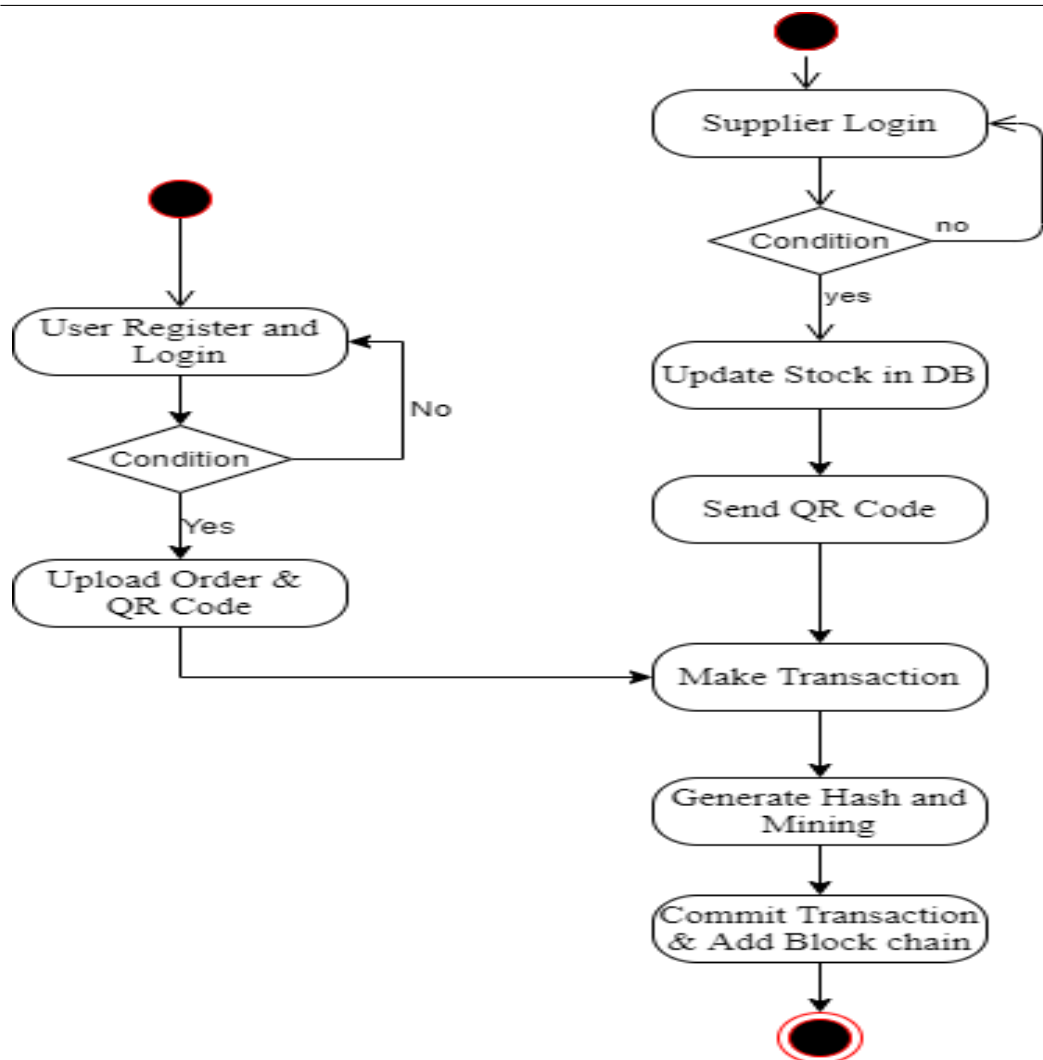 Supplier Login
Condition
no
yes
Update Stock in DB
Send QR Code
User Register and
Login
No
Condition
Yes
Upload Order &
QR Code
Make Transaction
Generate Hash and
Mining
Commit Transaction
& Add Block chain